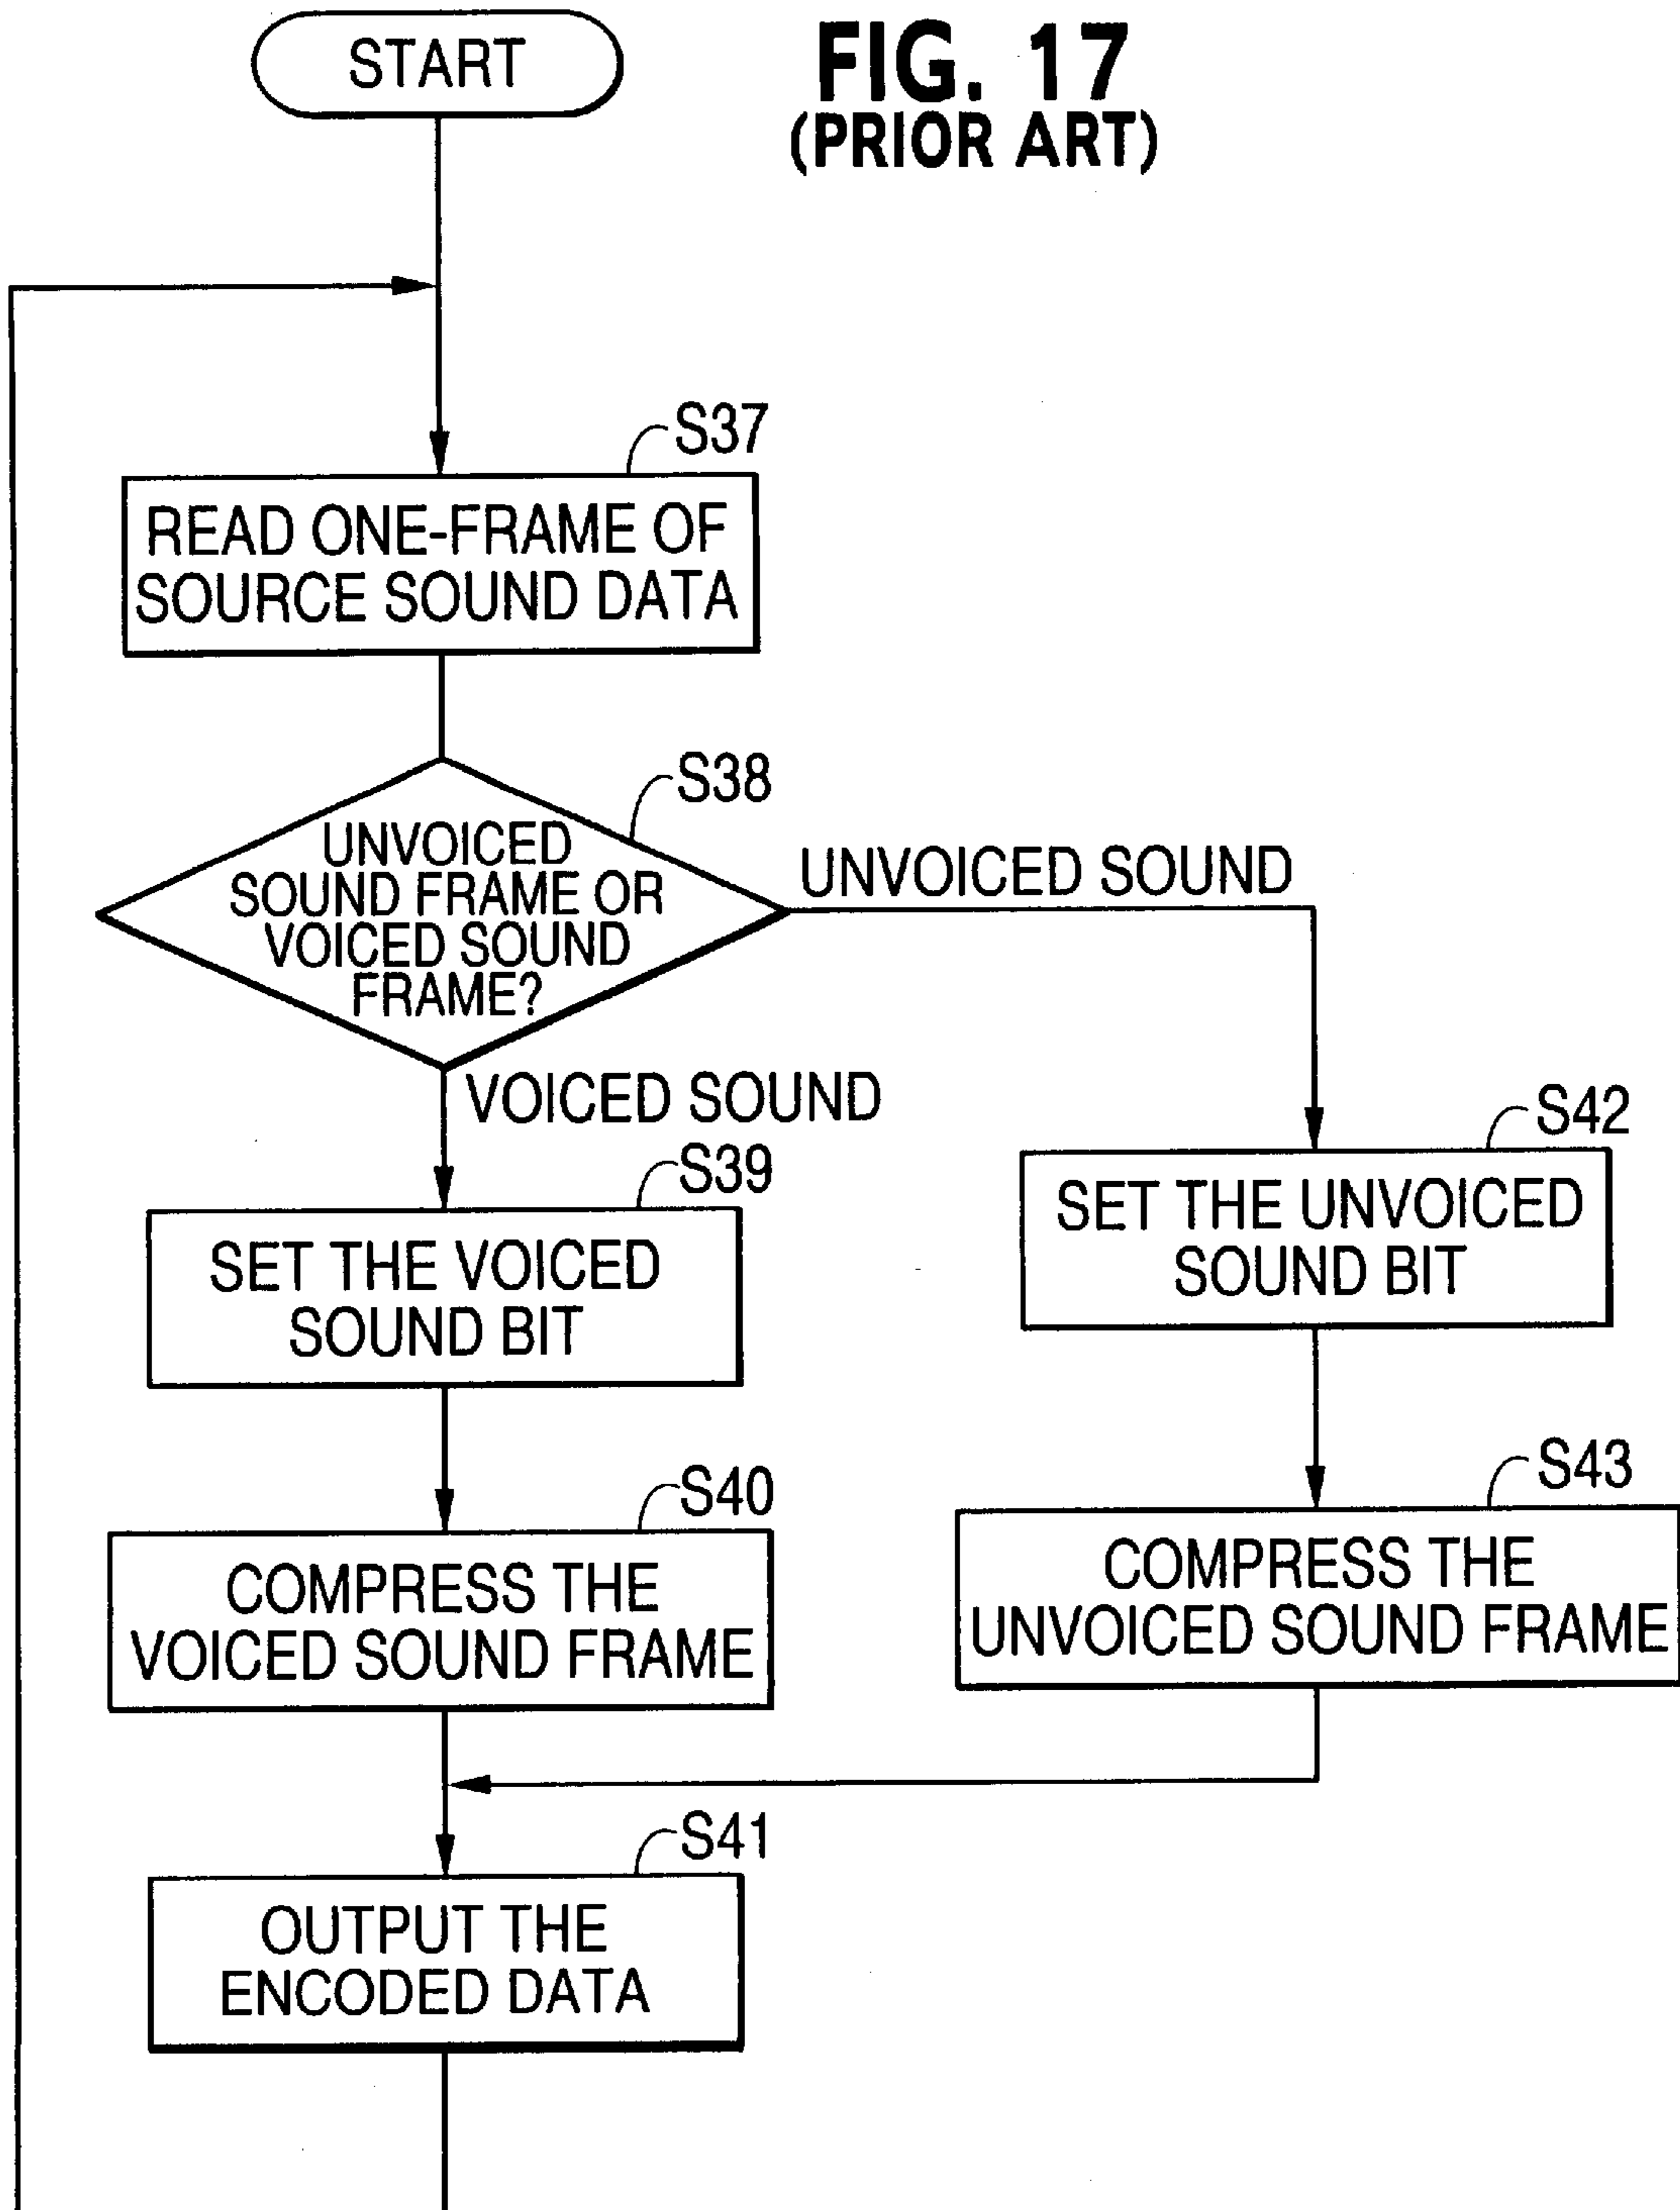 START
FIG. 17
(PRIOR ART)
S37
READ ONE-FRAME OF
SOURCE SOUND DATA
S38
UNVOICED
SOUND FRAME OR
VOICED SOUND
FRAME?
UNVOICED SOUND
VOICED SOUND
S39
SET THE VOICED
SOUND BIT
S42
SET THE UNVOICED
SOUND BIT
S40
COMPRESS THE
VOICED SOUND FRAME
S43
COMPRESS THE
UNVOICED SOUND FRAME
S41
OUTPUT THE
ENCODED DATA